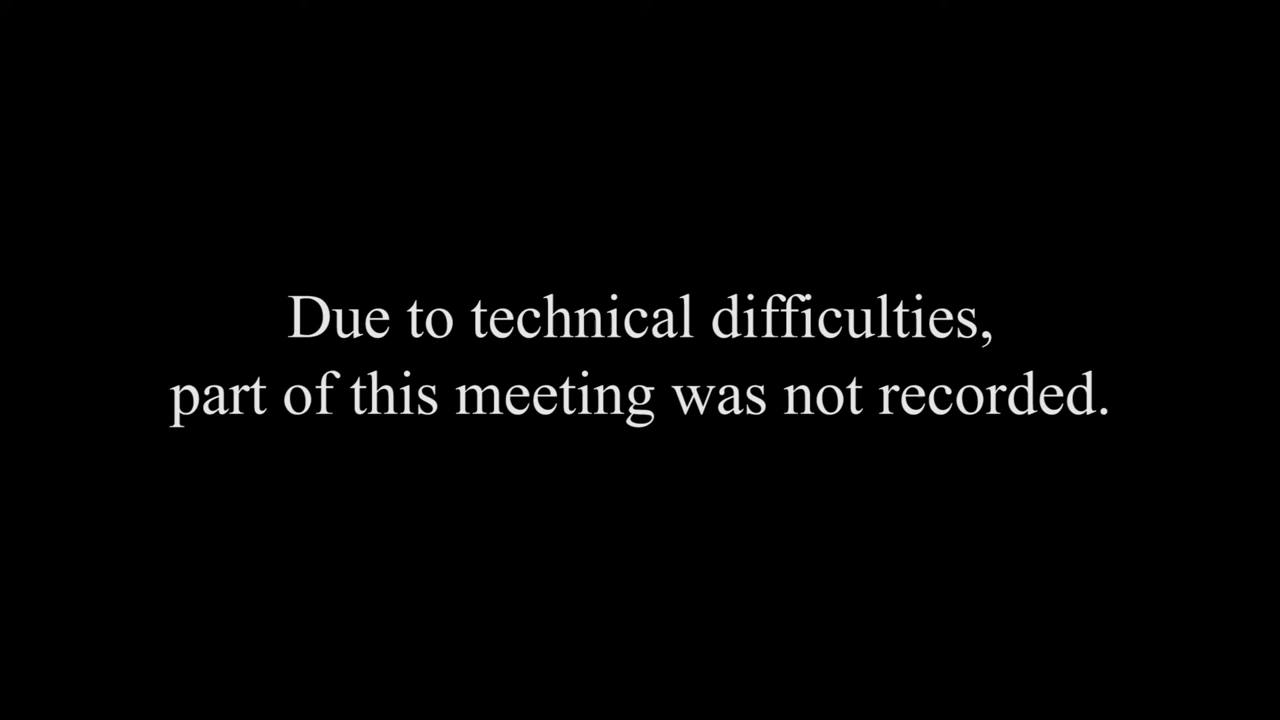 Due to technical difficulties,
part of this meeting was not recorded.